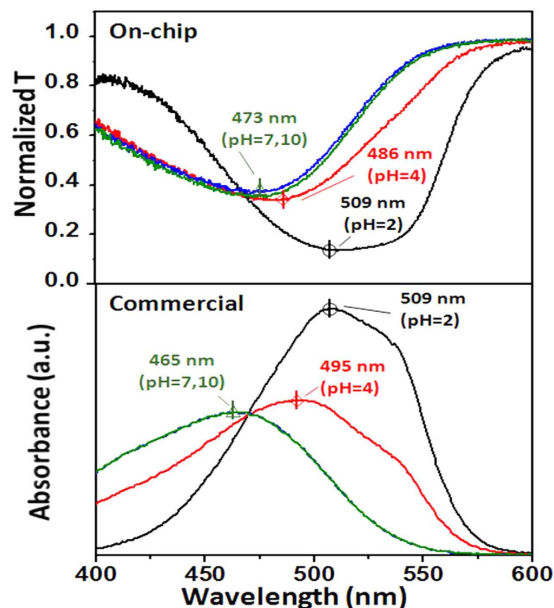 On-chip
Normalized T
1.0
0.8
0.6
0.4
0.2
0.0
473 nm
(pH=7,10)
486 nm
(pH=4)
509 nm
(pH=2)
Commercial
Absorbance (a.u.)
509 nm
(pH=2)
465 nm
(pH=7,10)
495 nm
(pH=4)
400 450 500 550 600
Wavelength (nm)